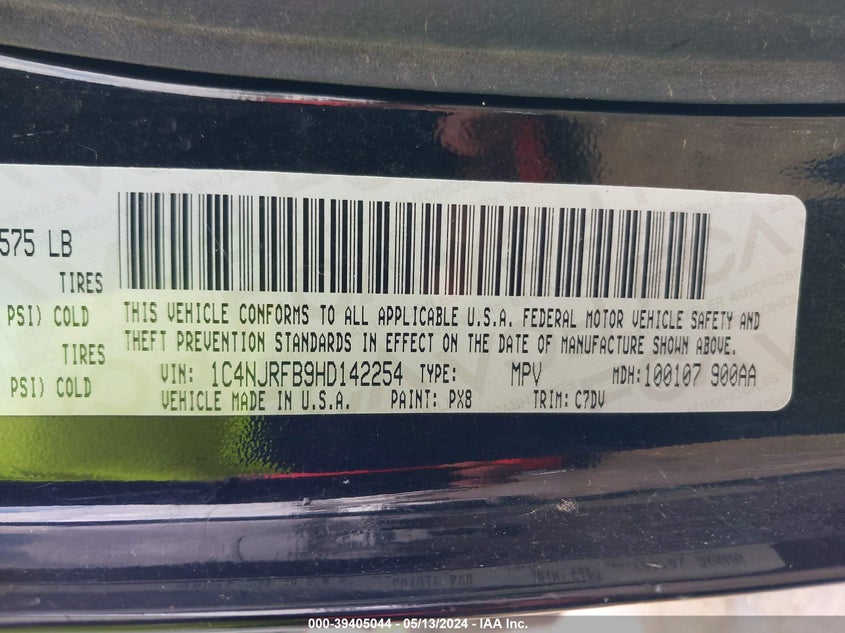 575 LB
TIRES
PSI) COLD
TIRES
PSI) COLD
THIS VEHICLE CONFORMS TO ALL APPLICABLE U.S.A. FEDERAL MOTOR VEHICLE SAFETY AND
THEFT PREVENTION STANDARDS IN EFFECT ON THE DATE OF MANUFACTURE SHOWN ABOVE.
VIN: 1C4NJRFB9HD142254 TYPE: MPV MDH:100107 900AA
VEHICLE MADE IN U.S.A. PAINT: PX8 TRIM: C7DV
000-39405044 - 05/13/2024 - IAA Inc.